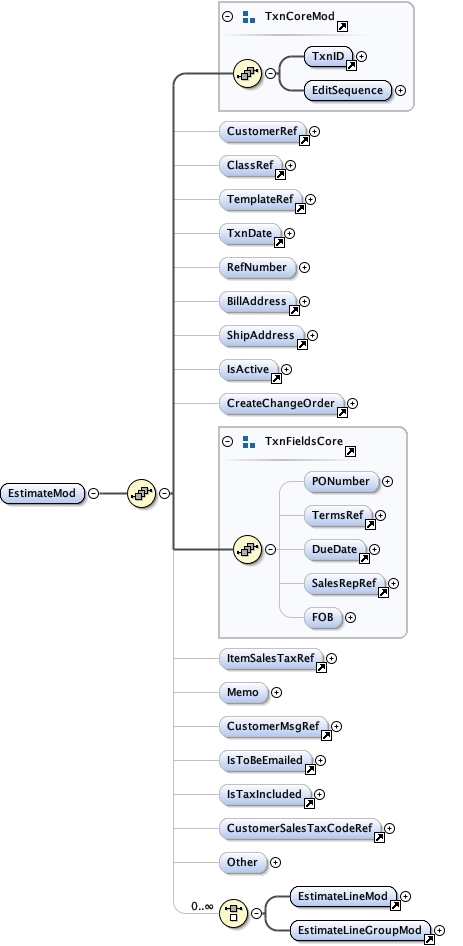 TxnCoreMod
TxnID
EditSequence
CustomerRef
ClassRef
TemplateRef
TxnDate
RefNumber
BillAddress
ShipAddress
IsActive
CreateChangeOrder
TxnFieldsCore
PONumber
EstimateMod
TermsRef
DueDate
SalesRepRef
FOB
ItemSalesTaxRef
Memo
CustomerMsgRef
IsToBeEmailed
IsTaxIncluded
CustomerSalesTaxCodeRef
Other
0..∞
EstimateLineMod
EstimateLineGroupMod